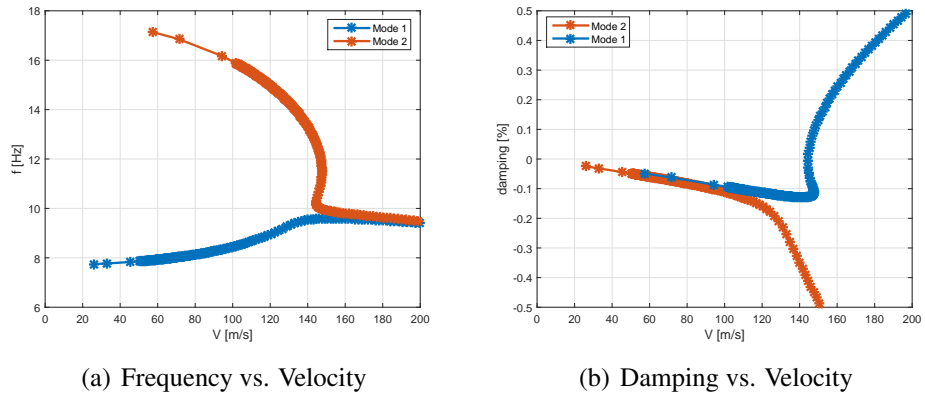 18
16
14
12
10
8
6
f [Hz]
0 20 40 60 80 100 120 140 160 180 200
V [m/s]
Mode 1
Mode 2
(a) Frequency vs. Velocity
0.5
0.4
0.3
0.2
0.1
0
-0.1
-0.2
-0.3
-0.4
-0.5
damping [%]
0 20 40 60 80 100 120 140 160 180 200
V [m/s]
Mode 2
Mode 1
(b) Damping vs. Velocity